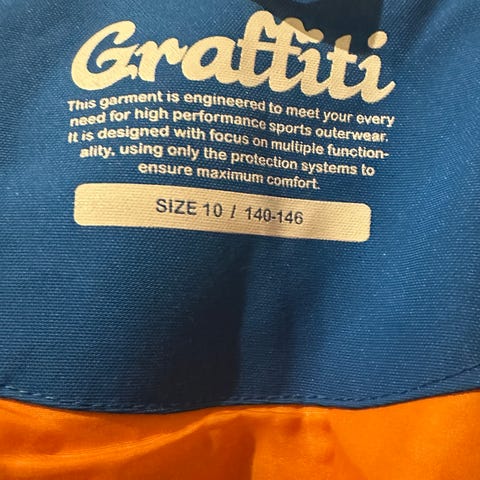 Graffiti
This garment is engineered to meet your every
need for high performance sports outerwear.
It is designed with focus on multiple function-
ality, using only the protection systems to
ensure maximum comfort.
SIZE 10 / 140-146